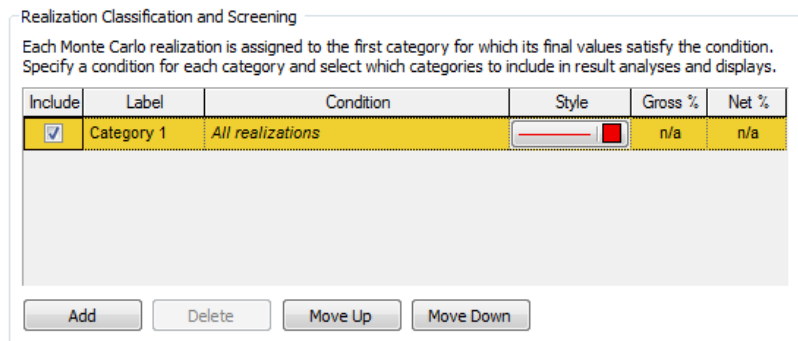 Realization Classification and Screening
Each Monte Carlo realization is assigned to the first category for which its final values satisfy the condition.
Specify a condition for each category and select which categories to include in result analyses and displays.
Include Label Condition Style Gross % Net %
Category 1 All realizations n/a n/a
Add Delete Move Up Move Down